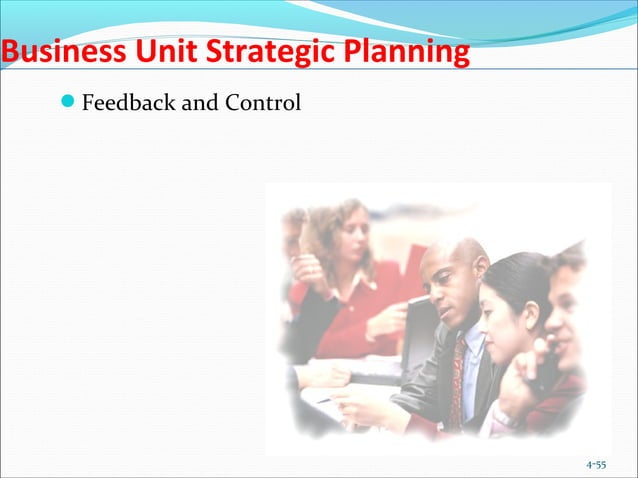 Business Unit Strategic Planning
Feedback and Control
4-55